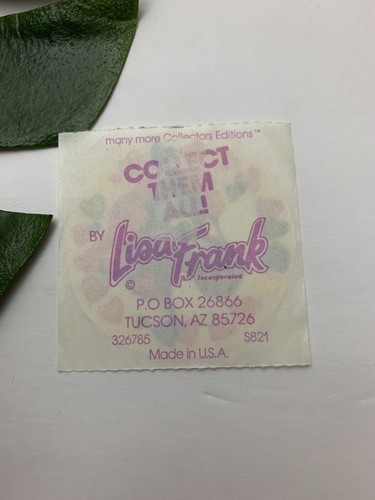 many more Collectors Editions™
COLLECT
THEM
ALL!!
BY Lisa Frank
© Incorporated
P.O BOX 26866
TUCSON, AZ 85726
326785 S821
Made in U.S.A.